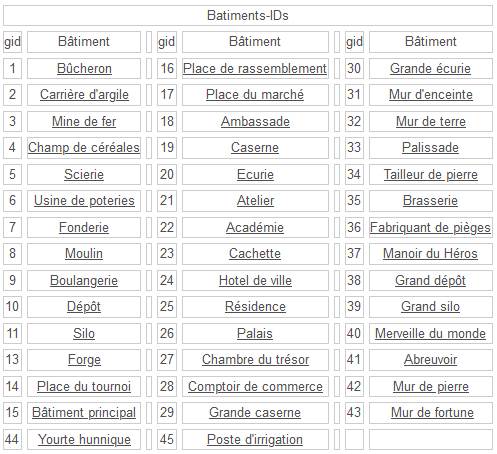 Batiments-IDs
gid Bâtiment gid Bâtiment gid Bâtiment
1 Bûcheron 16 Place de rassemblement 30 Grande écurie
2 Carrière d'argile 17 Place du marché 31 Mur d'enceinte
3 Mine de fer 18 Ambassade 32 Mur de terre
4 Champ de céréales 19 Caserne 33 Palissade
5 Scierie 20 Ecurie 34 Tailleur de pierre
6 Usine de poteries 21 Atelier 35 Brasserie
7 Fonderie 22 Académie 36 Fabriquant de pièges
8 Moulin 23 Cachette 37 Manoir du Héros
9 Boulangerie 24 Hotel de ville 38 Grand dépôt
10 Dépôt 25 Résidence 39 Grand silo
11 Silo 26 Palais 40 Merveille du monde
13 Forge 27 Chambre du trésor 41 Abreuvoir
14 Place du tournoi 28 Comptoir de commerce 42 Mur de pierre
15 Bâtiment principal 29 Grande caserne 43 Mur de fortune
44 Yourte hunnique 45 Poste d'irrigation